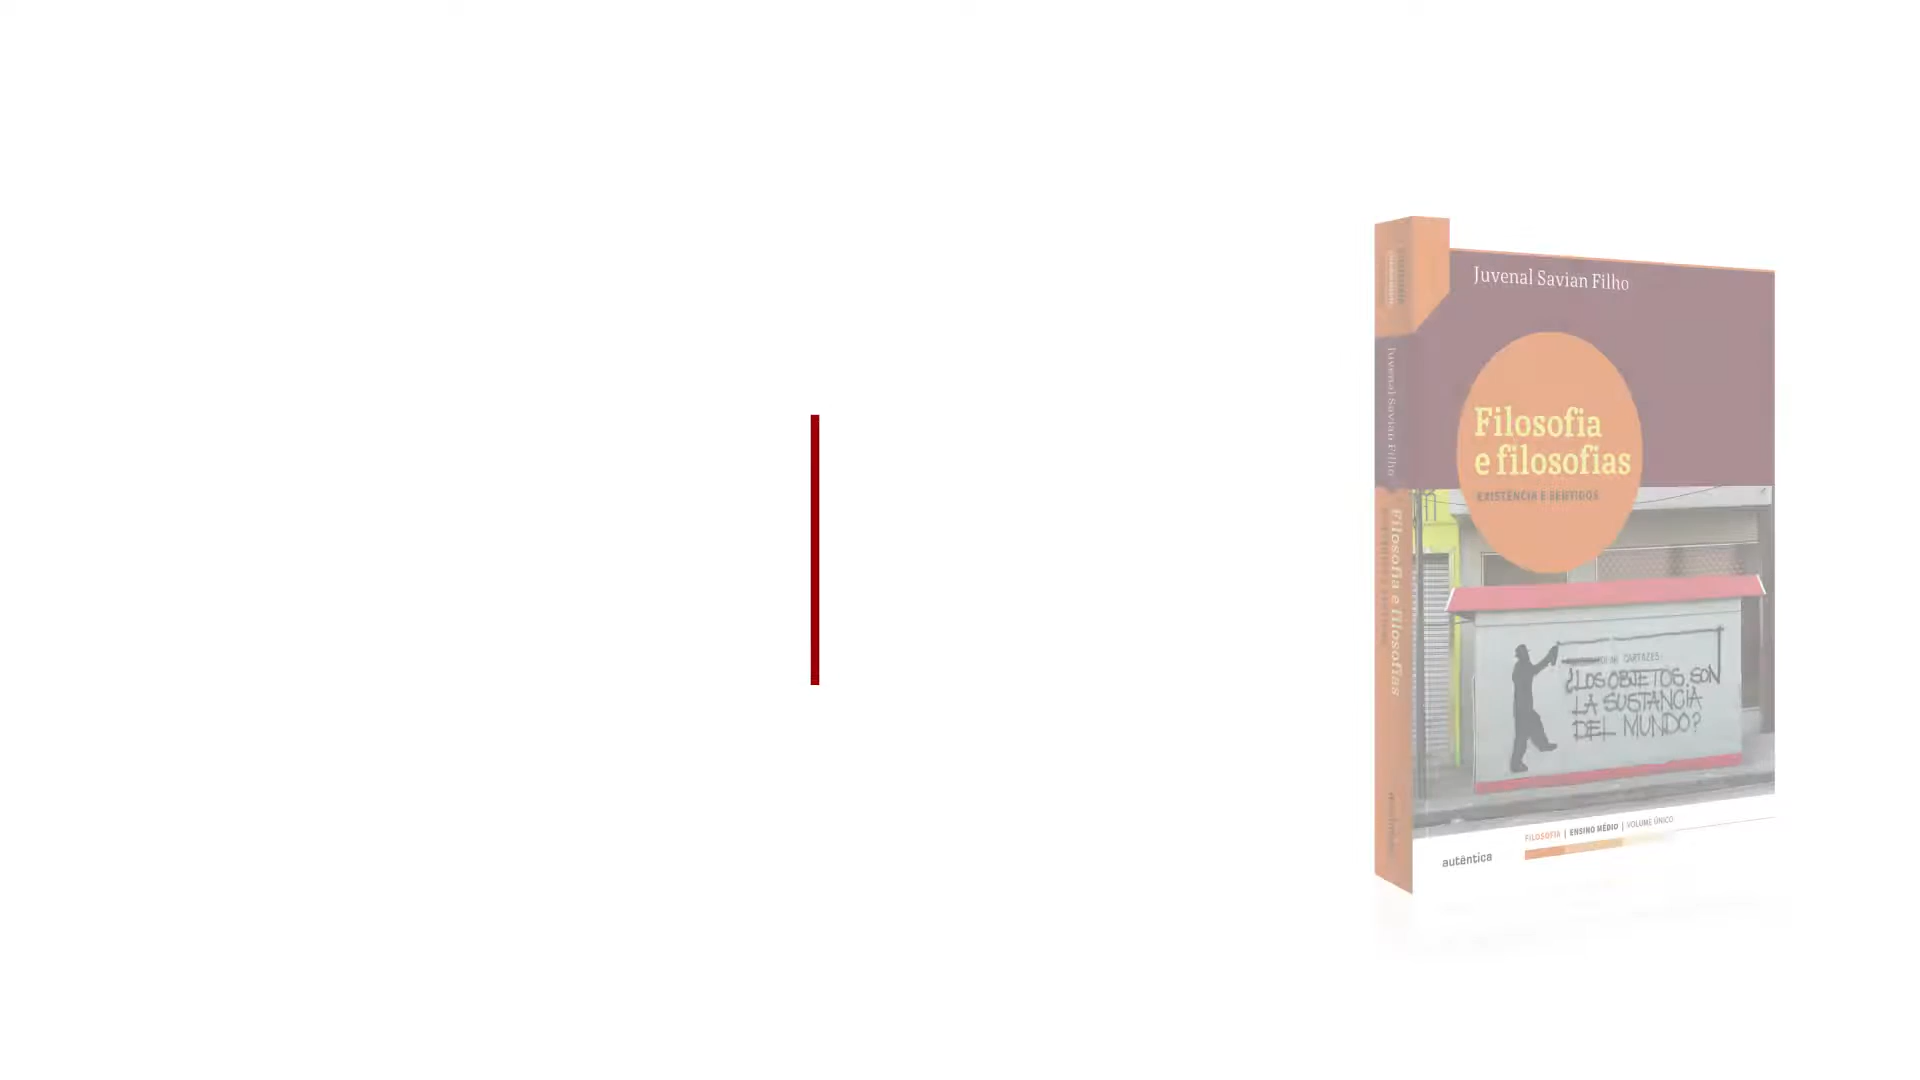 Juvenal Savian Filho
Filosofia
e filosofias
EXISTÊNCIA E SENTIDOS
Juvenal Savian Filho
Filosofia e filosofias
CARTAZES:
¿LOS OBJETOS SON
LA SUSTANCIA
DEL MUNDO?
FILOSOFIA | ENSINO MÉDIO | VOLUME ÚNICO
autêntica